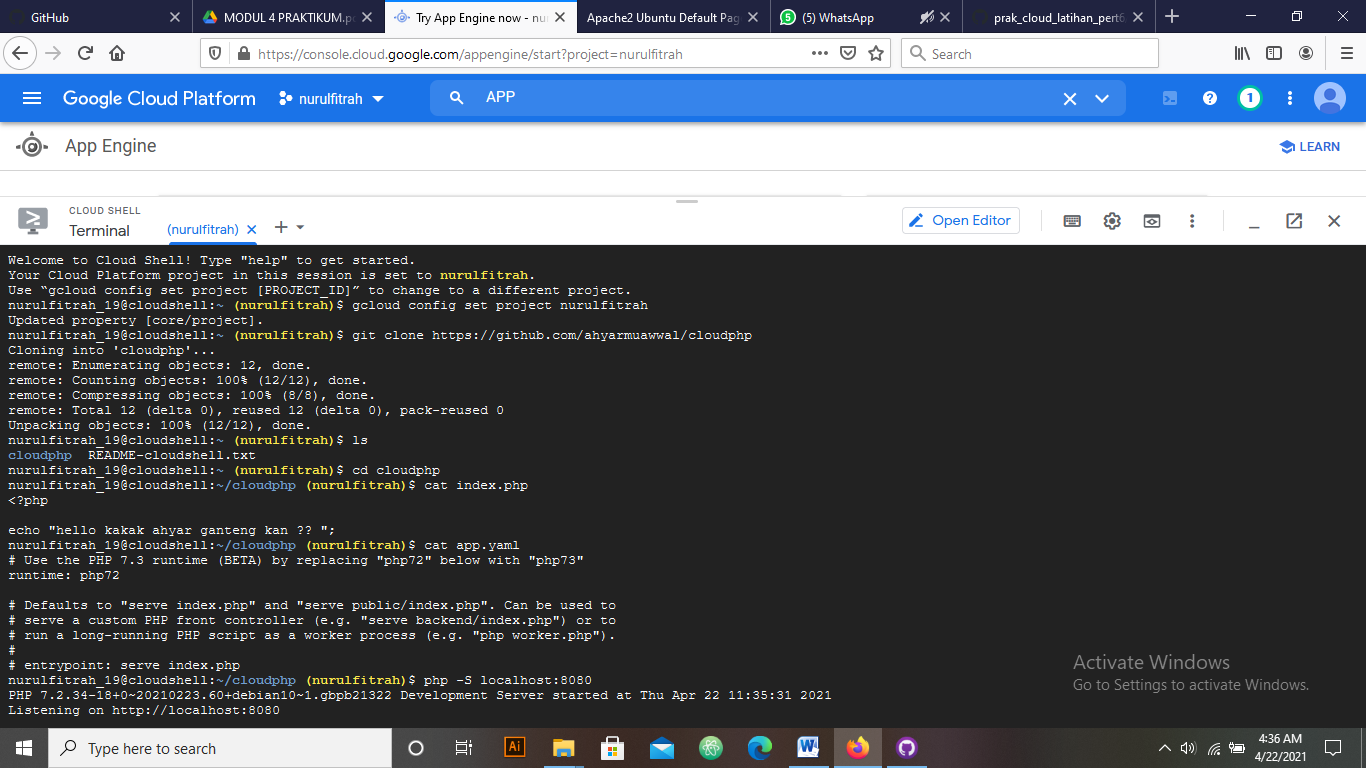 GitHub
MODUL 4 PRAKTIKUM.p
Try App Engine now - nu
Apache2 Ubuntu Default Pag
(5) WhatsApp
prak_cloud_latihan_pert6
https://console.cloud.google.com/appengine/start?project=nurulfitrah
Search
Google Cloud Platform
nurulfitrah
APP
1
App Engine
LEARN
CLOUD SHELL
Terminal
(nurulfitrah)
Open Editor
Welcome to Cloud Shell! Type "help" to get started.
Your Cloud Platform project in this session is set to nurulfitrah.
Use “gcloud config set project [PROJECT_ID]” to change to a different project.
nurulfitrah_19@cloudshell:~ (nurulfitrah)$ gcloud config set project nurulfitrah
Updated property [core/project].
nurulfitrah_19@cloudshell:~ (nurulfitrah)$ git clone https://github.com/ahyarmuawwal/cloudphp
Cloning into 'cloudphp'...
remote: Enumerating objects: 12, done.
remote: Counting objects: 100% (12/12), done.
remote: Compressing objects: 100% (8/8), done.
remote: Total 12 (delta 0), reused 12 (delta 0), pack-reused 0
Unpacking objects: 100% (12/12), done.
nurulfitrah_19@cloudshell:~ (nurulfitrah)$ ls
cloudphp README-cloudshell.txt
nurulfitrah_19@cloudshell:~ (nurulfitrah)$ cd cloudphp
nurulfitrah_19@cloudshell:~/cloudphp (nurulfitrah)$ cat index.php
<?php
echo "hello kakak ahyar ganteng kan ?? ";
nurulfitrah_19@cloudshell:~/cloudphp (nurulfitrah)$ cat app.yaml
# Use the PHP 7.3 runtime (BETA) by replacing "php72" below with "php73"
runtime: php72
# Defaults to "serve index.php" and "serve public/index.php". Can be used to
# serve a custom PHP front controller (e.g. "serve backend/index.php") or to
# run a long-running PHP script as a worker process (e.g. "php worker.php").
#
# entrypoint: serve index.php
nurulfitrah_19@cloudshell:~/cloudphp (nurulfitrah)$ php -S localhost:8080
PHP 7.2.34-18+0~20210223.60+debian10~1.gbpb21322 Development Server started at Thu Apr 22 11:35:31 2021
Listening on http://localhost:8080
Activate Windows
Go to Settings to activate Windows.
Type here to search
Ai
W
4:36 AM
4/22/2021